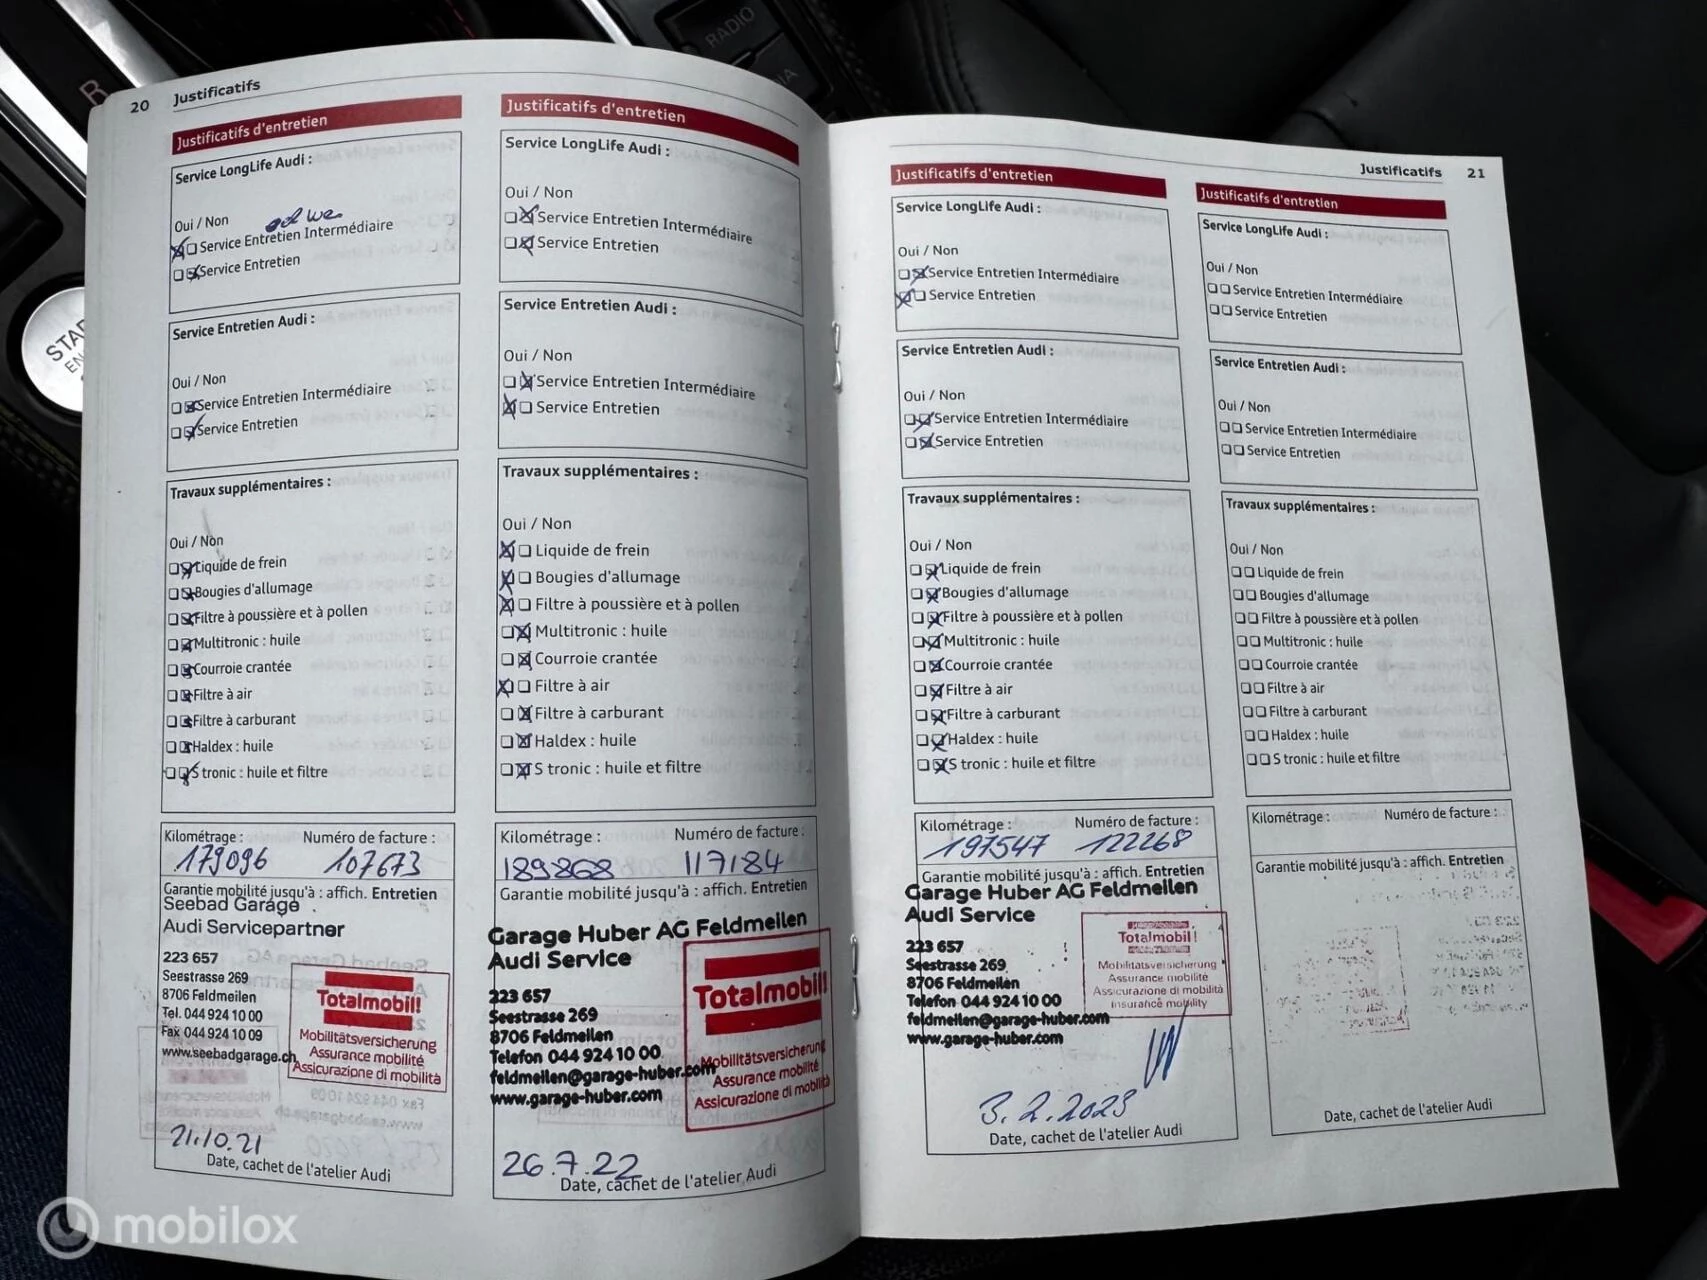 R
RADIO
START
20 Justificatifs
Justificatifs d'entretien
Service LongLife Audi :
Oui / Non
Service Entretien Intermédiaire
Service Entretien
Service Entretien Audi :
Oui / Non
Service Entretien Intermédiaire
Service Entretien
Travaux supplémentaires :
Oui / Non
Liquide de frein
Bougies d'allumage
Filtre à poussière et à pollen
Multitronic : huile
Courroie crantée
Filtre à air
Filtre à carburant
Haldex : huile
S tronic : huile et filtre
Kilométrage : Numéro de facture :
179096 107673
Garantie mobilité jusqu'à : affich. Entretien
Seebad Garage
Audi Servicepartner
223 657
Seestrasse 269
8706 Feldmeilen
Tel. 044 924 10 00
Fax 044 924 10 09
www.seebadgarage.ch
Totalmobil!
Mobilitätsversicherung
Assurance mobilité
Assicurazione di mobilità
21.10.21
Date, cachet de l'atelier Audi
Justificatifs d'entretien
Service LongLife Audi :
Oui / Non
Service Entretien Intermédiaire
Service Entretien
Service Entretien Audi :
Oui / Non
Service Entretien Intermédiaire
Service Entretien
Travaux supplémentaires :
Oui / Non
Liquide de frein
Bougies d'allumage
Filtre à poussière et à pollen
Multitronic : huile
Courroie crantée
Filtre à air
Filtre à carburant
Haldex : huile
S tronic : huile et filtre
Kilométrage : Numéro de facture :
189868 117184
Garantie mobilité jusqu'à : affich. Entretien
Garage Huber AG Feldmeilen
Audi Service
223 657
Seestrasse 269
8706 Feldmeilen
Telefon 044 924 10 00
feldmeilen@garage-huber.com
www.garage-huber.com
Totalmobil!
Mobilitätsversicherung
Assurance mobilité
Assicurazione di mobilità
26.7.22
Date, cachet de l'atelier Audi
Justificatifs 21
Justificatifs d'entretien
Service LongLife Audi :
Oui / Non
Service Entretien Intermédiaire
Service Entretien
Service Entretien Audi :
Oui / Non
Service Entretien Intermédiaire
Service Entretien
Travaux supplémentaires :
Oui / Non
Liquide de frein
Bougies d'allumage
Filtre à poussière et à pollen
Multitronic : huile
Courroie crantée
Filtre à air
Filtre à carburant
Haldex : huile
S tronic : huile et filtre
Kilométrage : Numéro de facture :
197547 122268
Garantie mobilité jusqu'à : affich. Entretien
Garage Huber AG Feldmeilen
Audi Service
223 657
Seestrasse 269
8706 Feldmeilen
Telefon 044 924 10 00
feldmeilen@garage-huber.com
www.garage-huber.com
Totalmobil!
Mobilitätsversicherung
Assurance mobilité
Assicurazione di mobilità
Insurance mobility
3.2.2023
Date, cachet de l'atelier Audi
Justificatifs d'entretien
Service LongLife Audi :
Oui / Non
Service Entretien Intermédiaire
Service Entretien
Service Entretien Audi :
Oui / Non
Service Entretien Intermédiaire
Service Entretien
Travaux supplémentaires :
Oui / Non
Liquide de frein
Bougies d'allumage
Filtre à poussière et à pollen
Multitronic : huile
Courroie crantée
Filtre à air
Filtre à carburant
Haldex : huile
S tronic : huile et filtre
Kilométrage : Numéro de facture :
Garantie mobilité jusqu'à : affich. Entretien
Date, cachet de l'atelier Audi
mobilox